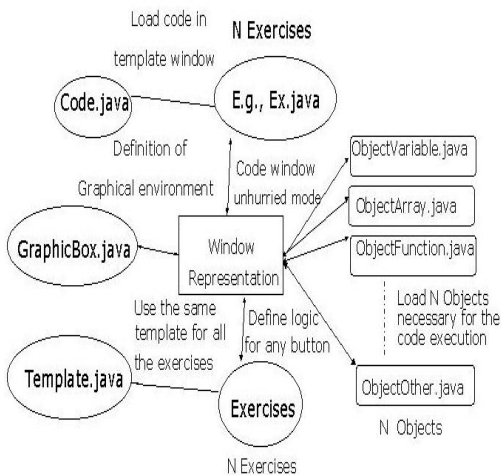 Load code in
template window
N Exercises
Code.java
E.g., Ex.java
Definition of
Graphical environment
Code window
unhurried mode
ObjectVariable.java
ObjectArray.java
ObjectFunction.java
GraphicBox.java
Window
Representation
Load N Objects
necessary for the
code execution
Use the same
template for all
the exercises
Define logic
for any button
Template.java
Exercises
ObjectOther.java
N Objects
N Exercises